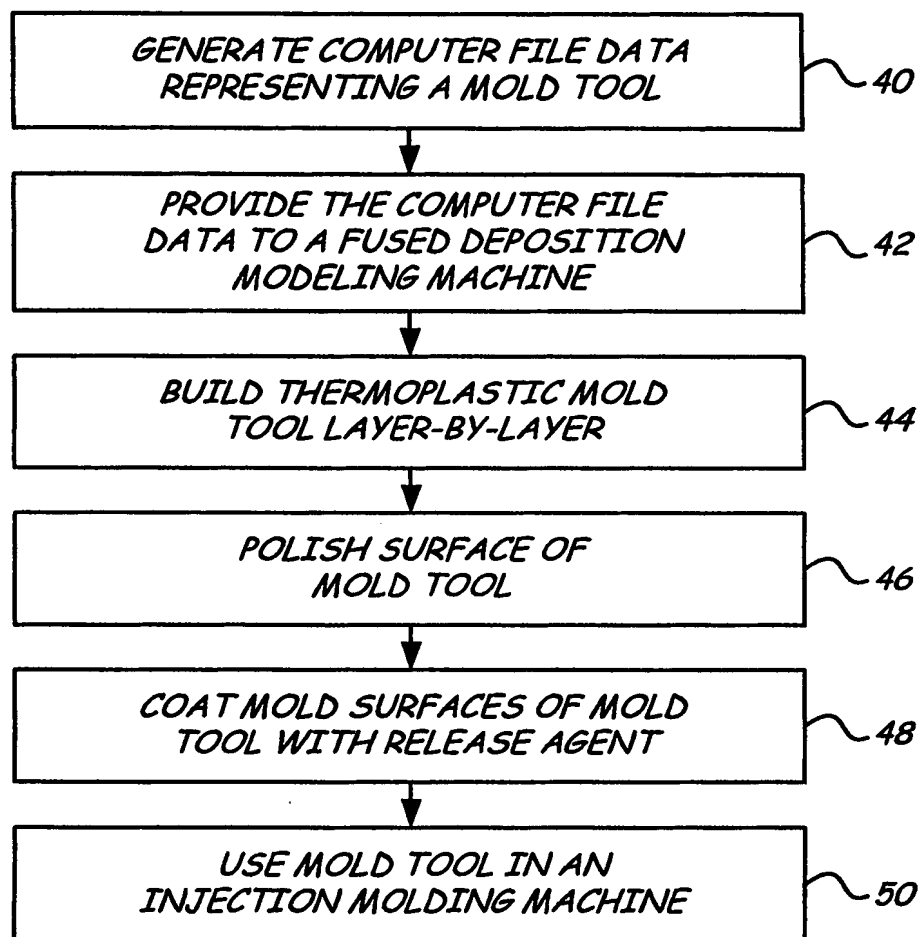 GENERATE COMPUTER FILE DATA
REPRESENTING A MOLD TOOL
40
PROVIDE THE COMPUTER FILE
DATA TO A FUSED DEPOSITION
MODELING MACHINE
42
BUILD THERMOPLASTIC MOLD
TOOL LAYER-BY-LAYER
44
POLISH SURFACE OF
MOLD TOOL
46
COAT MOLD SURFACES OF MOLD
TOOL WITH RELEASE AGENT
48
USE MOLD TOOL IN AN
INJECTION MOLDING MACHINE
50